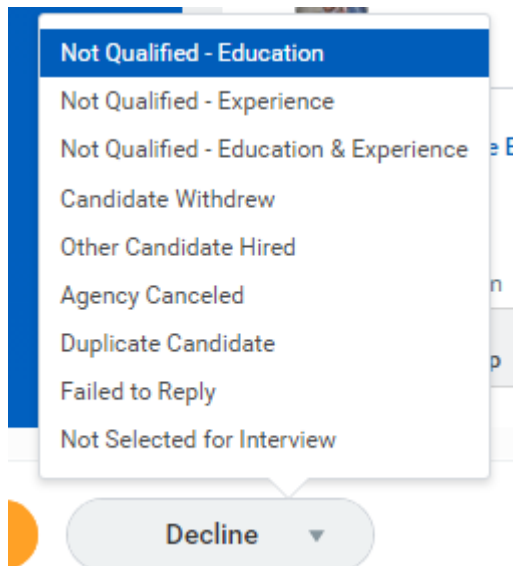 Not Qualified - Education
Not Qualified - Experience
Not Qualified - Education & Experience
Candidate Withdrew
Other Candidate Hired
Agency Canceled
Duplicate Candidate
Failed to Reply
Not Selected for Interview
Decline